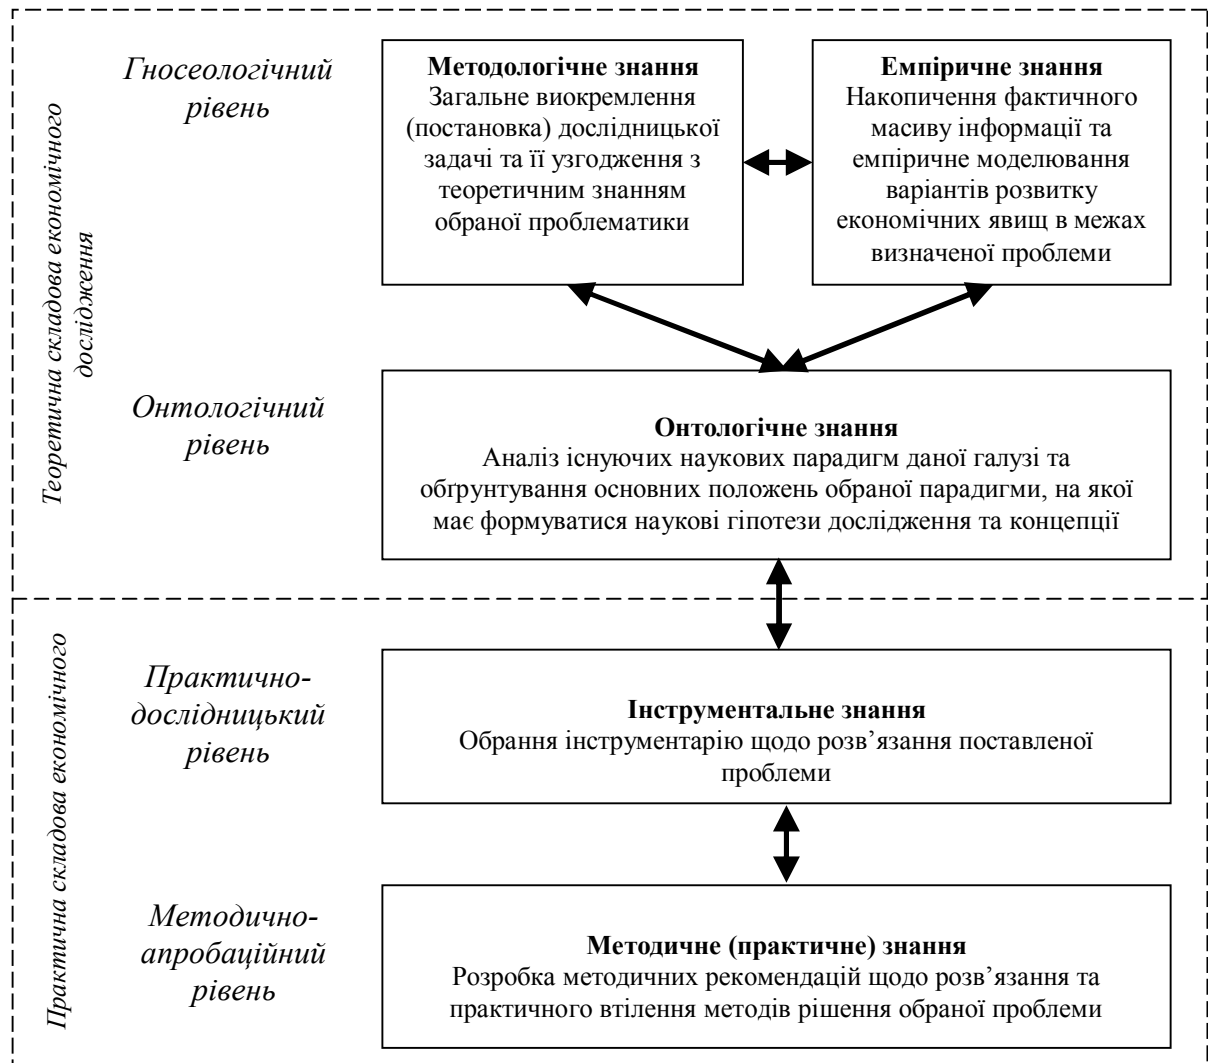 Теоретична складова економічного
дослідження
Гносеологічний
рівень
Методологічне знання
Загальне виокремлення
(постановка) дослідницької
задачі та її узгодження з
теоретичним знанням
обраної проблематики
Емпіричне знання
Накопичення фактичного
масиву інформації та
емпіричне моделювання
варіантів розвитку
економічних явищ в межах
визначеної проблеми
Онтологічний
рівень
Онтологічне знання
Аналіз існуючих наукових парадигм даної галузі та
обґрунтування основних положень обраної парадигми, на якої
має формуватися наукові гіпотези дослідження та концепції
Практична складова економічного
Практично-
дослідницький
рівень
Інструментальне знання
Обрання інструментарію щодо розв’язання поставленої
проблеми
Методично-
апробаційний
рівень
Методичне (практичне) знання
Розробка методичних рекомендацій щодо розв’язання та
практичного втілення методів рішення обраної проблеми